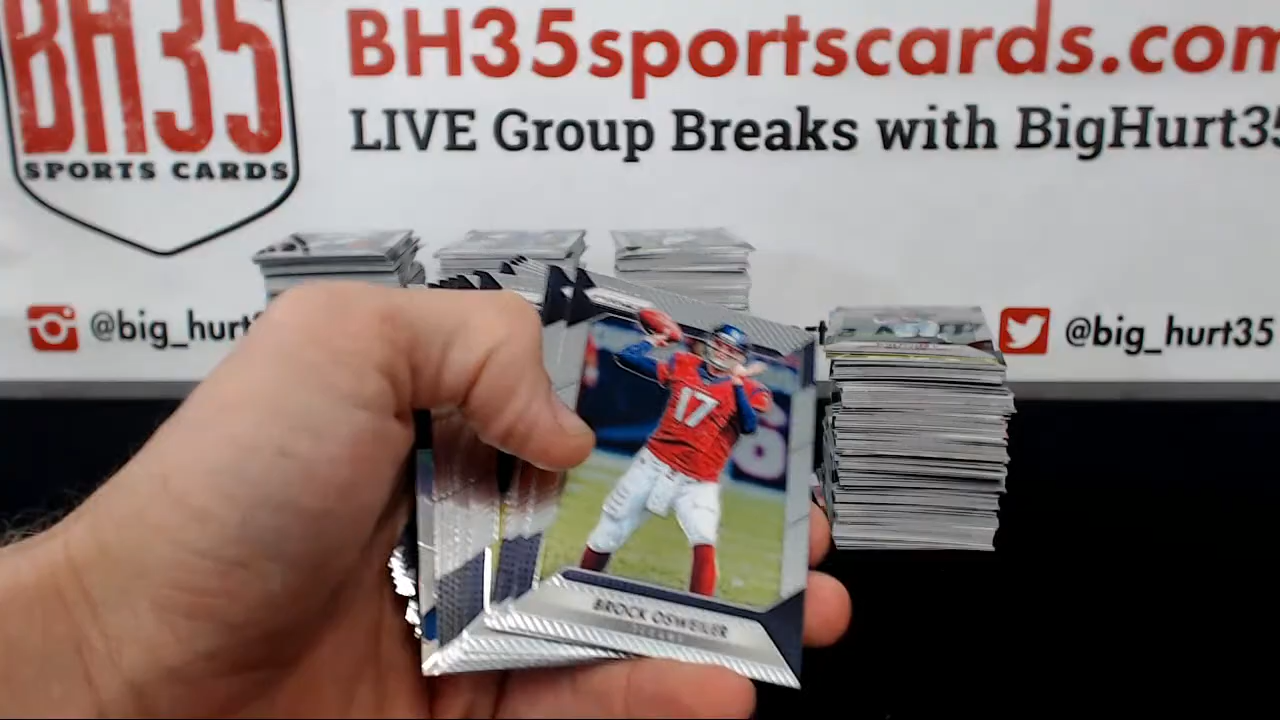 BH35
SPORTS CARDS
BH35sportscards.com
LIVE Group Breaks with BigHurt35
@big_hurt
@big_hurt35
17
BROCK OSWEILER